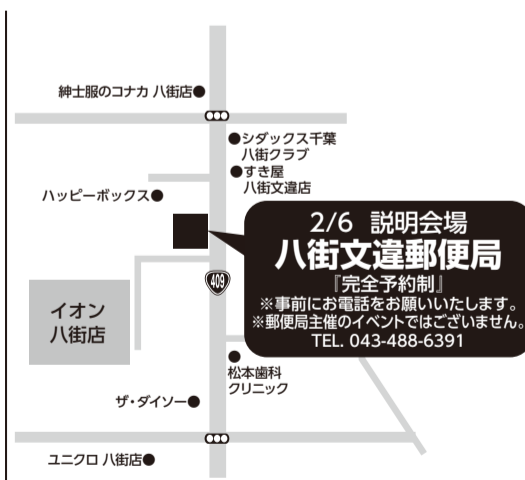 紳士服のコナカ 八街店●
●シダックス千葉
八街クラブ
●すき屋
八街文違店
ハッピーボックス●
2/6 説明会場
八街文違郵便局
『完全予約制』
※事前にお電話をお願いいたします。
※郵便局主催のイベントではございません。
TEL. 043-488-6391
409
イオン
八街店
●
松本歯科
クリニック
ザ・ダイソー●
ユニクロ 八街店●